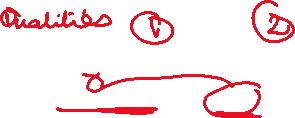 Qualities ① ②